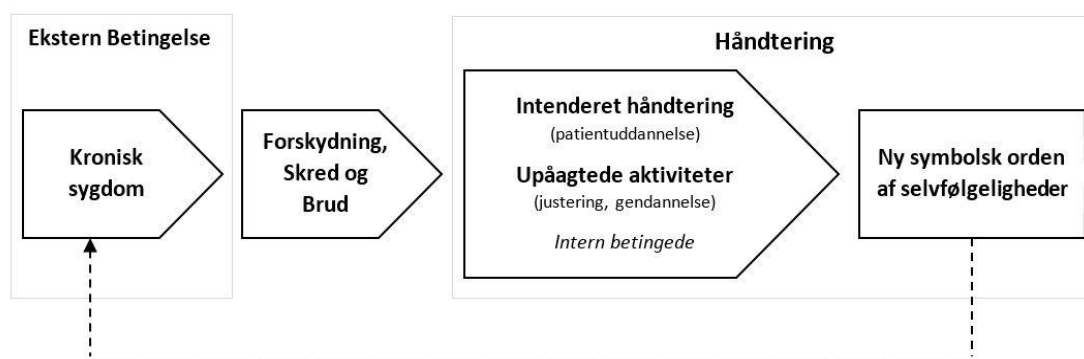 Ekstern Betingelse
Kronisk
sygdom
Forskydning,
Skred og
Brud
Håndtering
Intenderet håndtering
(patientuddannelse)
Upåagtede aktiviteter
(justering, gendannelse)
Intern betingede
Ny symbolsk orden
af selvfølgeligheder